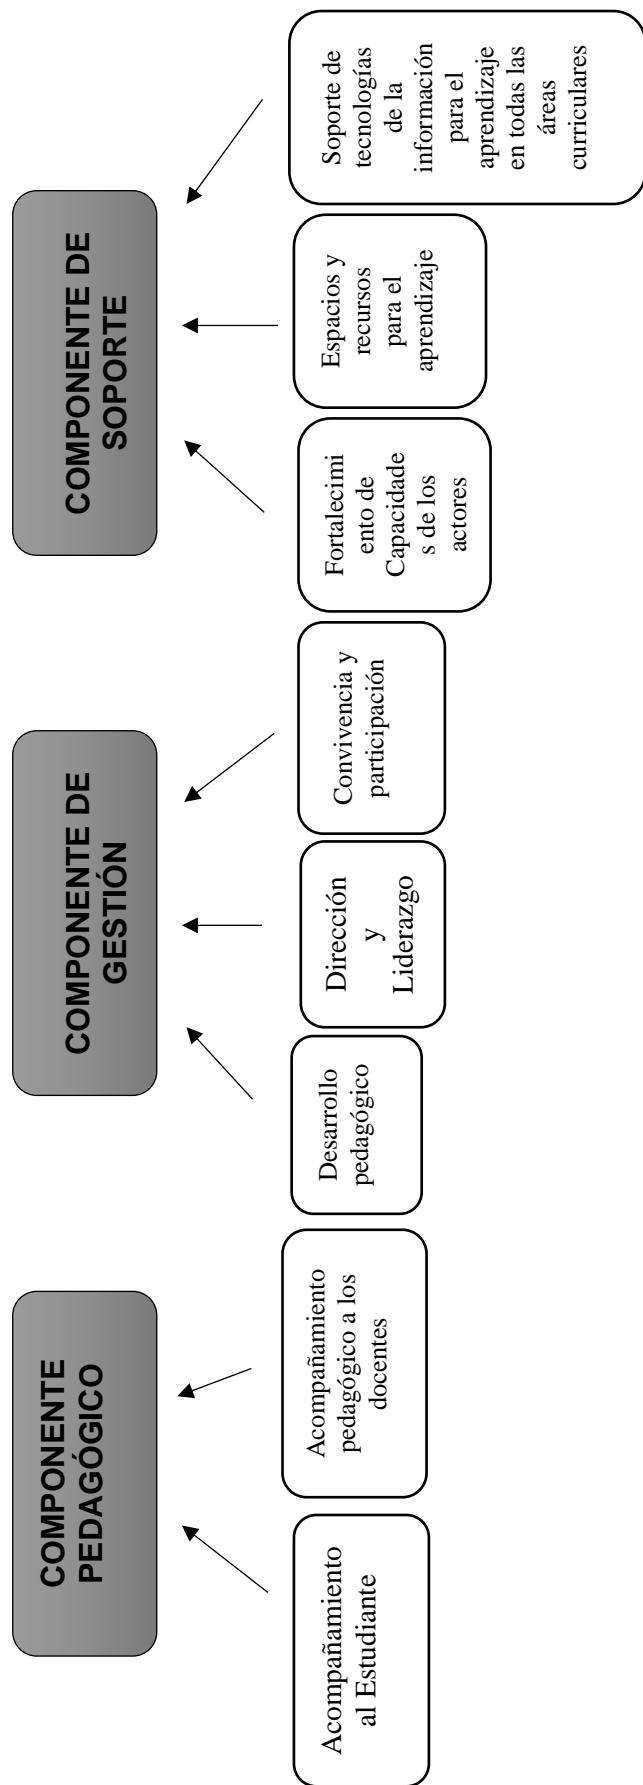 COMPONENTE
PEDAGÓGICO
COMPONENTE DE
GESTIÓN
COMPONENTE DE
SOPORTE
Acompañamiento
al Estudiante
Acompañamiento
pedagógico a los
docentes
Desarrollo
pedagógico
Dirección
y
Liderazgo
Convivencia y
participación
Fortalecimi
ento de
Capacidade
s de los
actores
Espacios y
recursos
para el
aprendizaje
Soporte de
tecnologías
de la
información
para el
aprendizaje
en todas las
áreas
curriculares